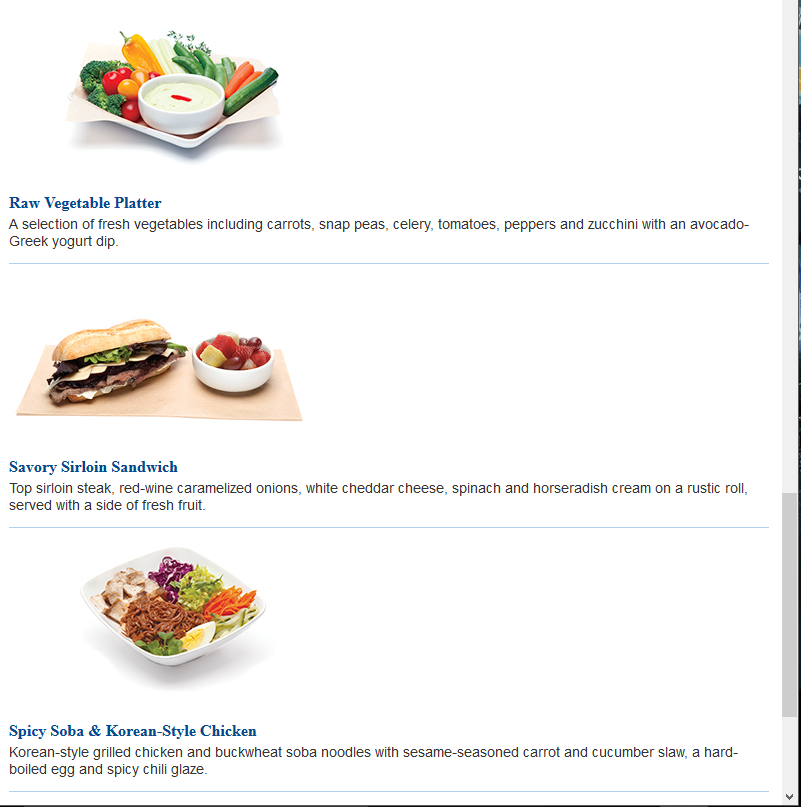 Raw Vegetable Platter
A selection of fresh vegetables including carrots, snap peas, celery, tomatoes, peppers and zucchini with an avocado-
Greek yogurt dip.
Savory Sirloin Sandwich
Top sirloin steak, red-wine caramelized onions, white cheddar cheese, spinach and horseradish cream on a rustic roll,
served with a side of fresh fruit.
Spicy Soba & Korean-Style Chicken
Korean-style grilled chicken and buckwheat soba noodles with sesame-seasoned carrot and cucumber slaw, a hard-
boiled egg and spicy chili glaze.